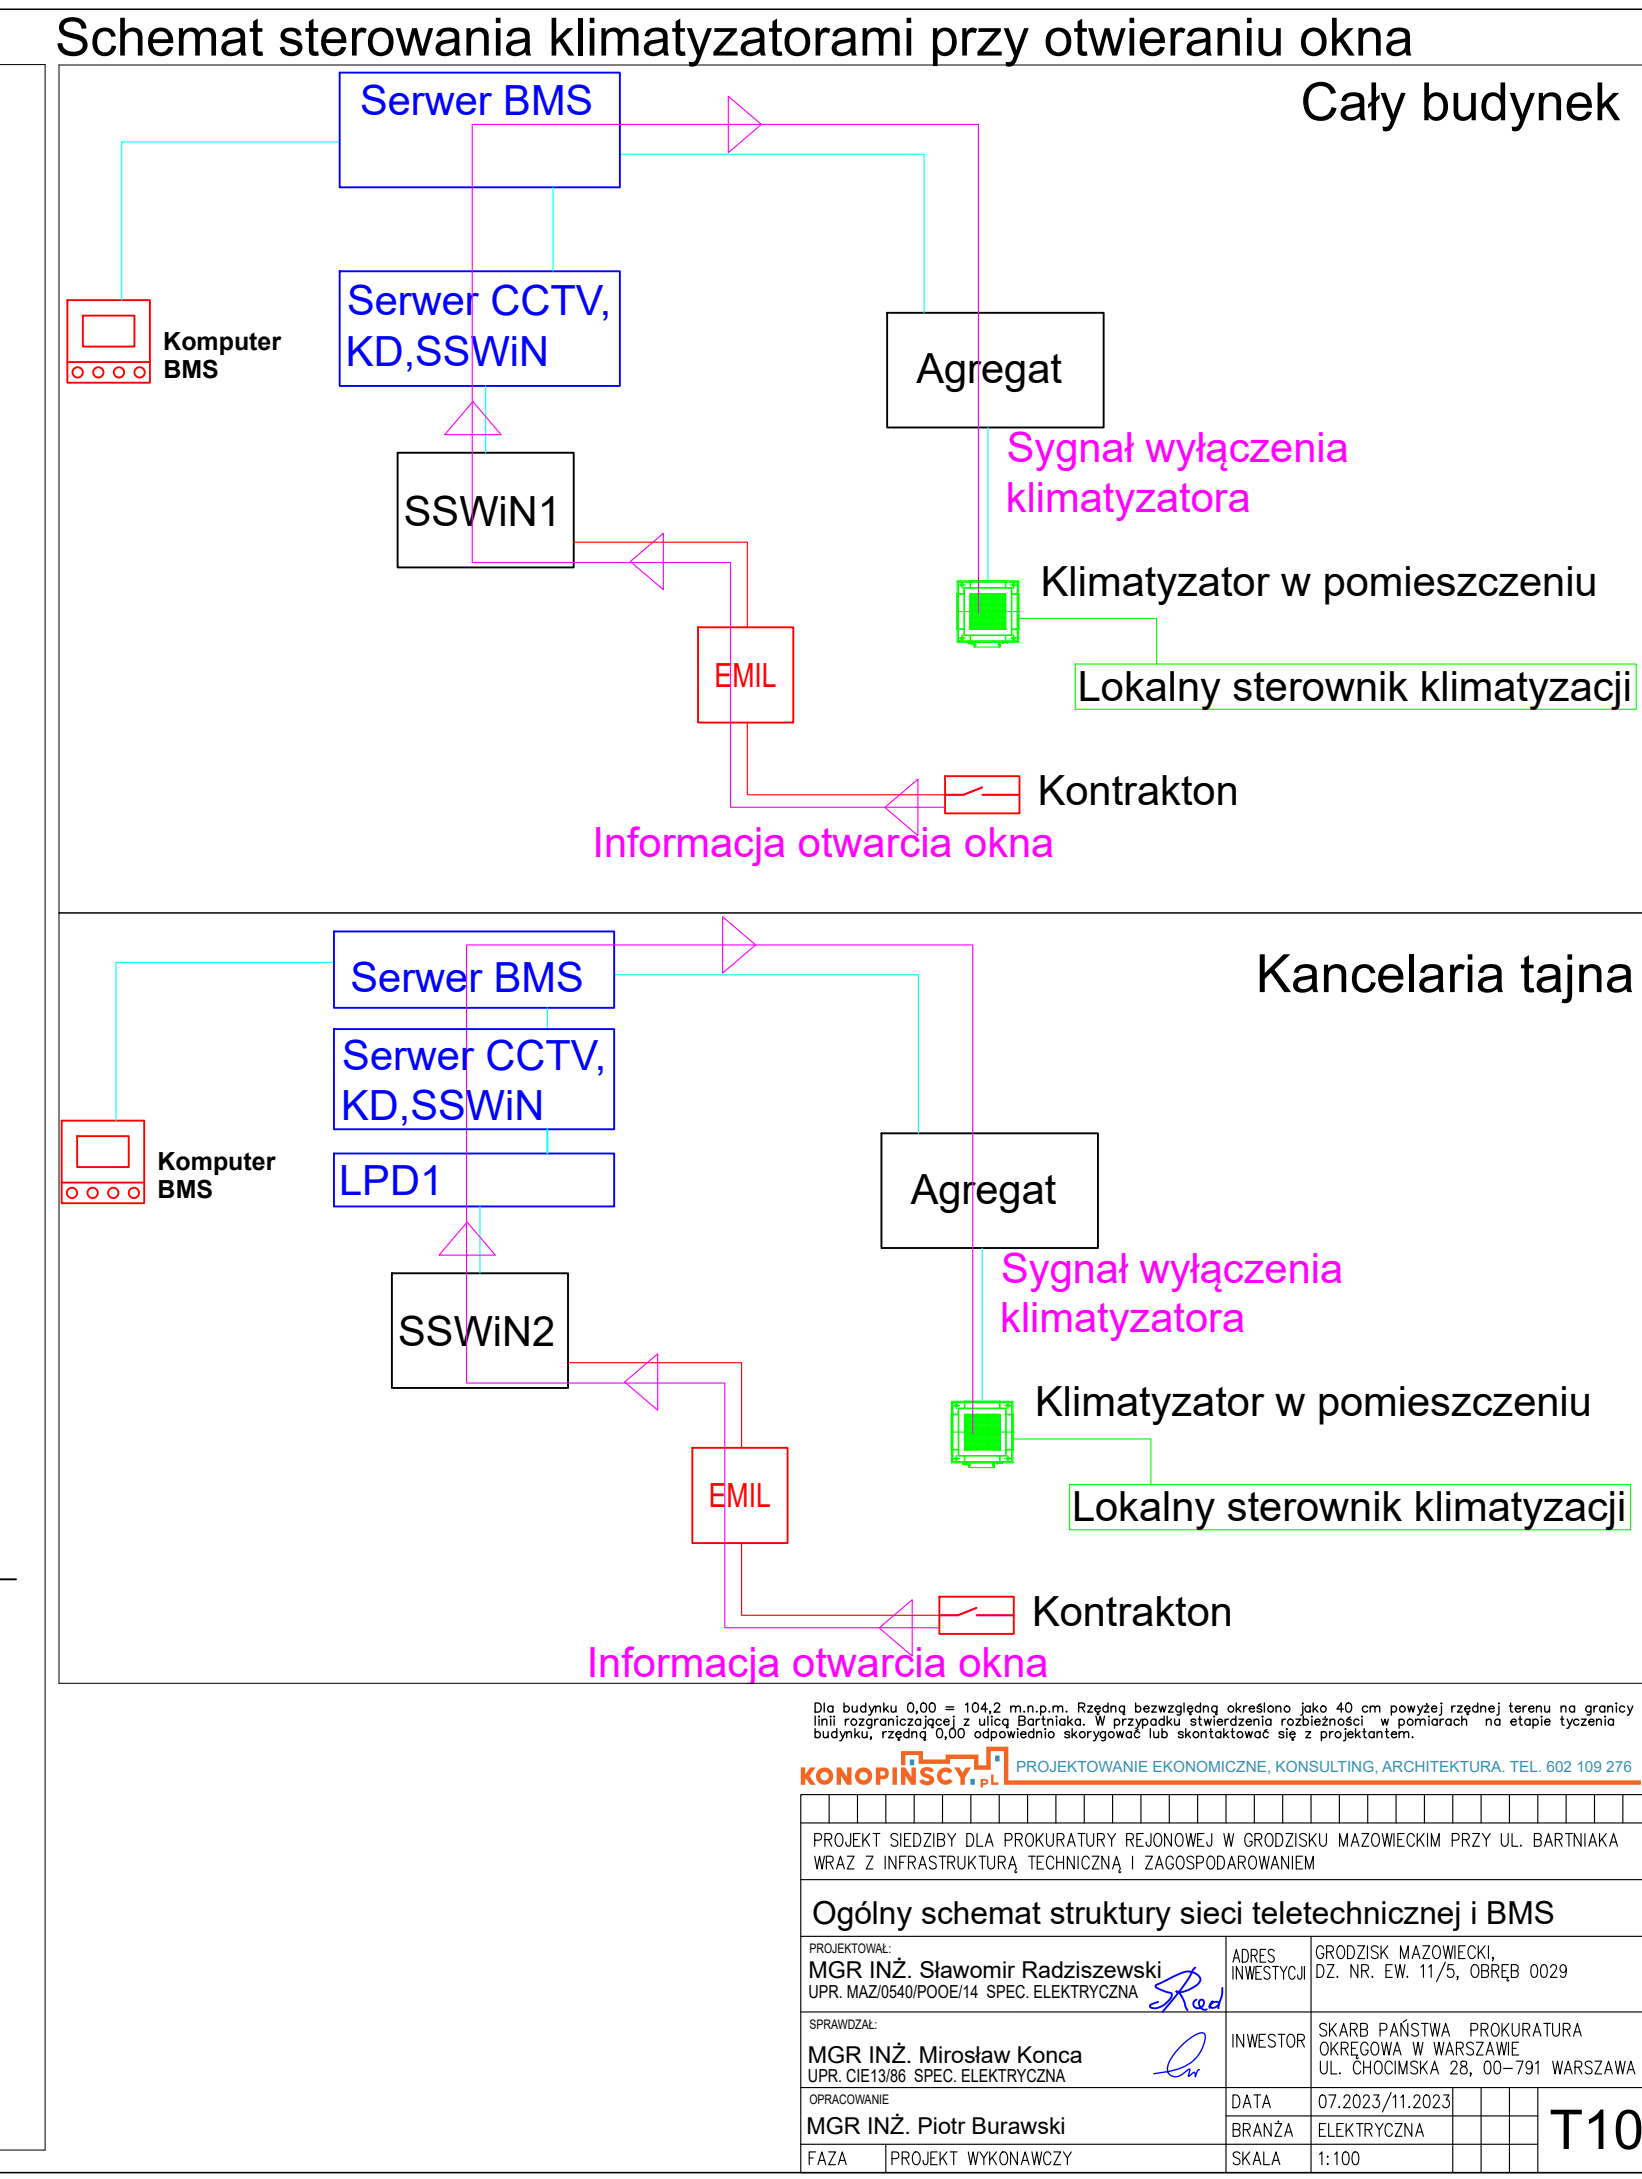 Schemat sterowania klimatyzatorami przy otwieraniu okna
Cały budynek
Serwer BMS
Serwer CCTV,
KD,SSWiN
Komputer
BMS
Agregat
Sygnał wyłączenia
klimatyzatora
SSWiN1
Klimatyzator w pomieszczeniu
EMIL
Lokalny sterownik klimatyzacji
Kontrakton
Informacja otwarcia okna
Kancelaria tajna
Serwer BMS
Serwer CCTV,
KD,SSWiN
Komputer
BMS
LPD1
Agregat
Sygnał wyłączenia
klimatyzatora
SSWiN2
Klimatyzator w pomieszczeniu
EMIL
Lokalny sterownik klimatyzacji
Kontrakton
Informacja otwarcia okna
Dla budynku 0,00 = 104,2 m.n.p.m. Rzędną bezwzględną określono jako 40 cm powyżej rzędnej terenu na granicy
linii rozgraniczającej z ulicą Bartniaka. W przypadku stwierdzenia rozbieżności w pomiarach na etapie tyczenia
budynku, rzędną 0,00 odpowiednio skorygować lub skontaktować się z projektantem.
KONOPIŃSCY.PL
PROJEKTOWANIE EKONOMICZNE, KONSULTING, ARCHITEKTURA. TEL. 602 109 276
PROJEKT SIEDZIBY DLA PROKURATURY REJONOWEJ W GRODZISKU MAZOWIECKIM PRZY UL. BARTNIAKA
WRAZ Z INFRASTRUKTURĄ TECHNICZNĄ I ZAGOSPODAROWANIEM
Ogólny schemat struktury sieci teletechnicznej i BMS
PROJEKTOWAŁ:
MGR INŻ. Sławomir Radziszewski
UPR. MAZ/0540/POOE/14 SPEC. ELEKTRYCZNA
ADRES
INWESTYCJI
GRODZISK MAZOWIECKI,
DZ. NR. EW. 11/5, OBRĘB 0029
SPRAWDZAŁ:
MGR INŻ. Mirosław Konca
UPR. CIE13/86 SPEC. ELEKTRYCZNA
INWESTOR
SKARB PAŃSTWA PROKURATURA
OKRĘGOWA W WARSZAWIE
UL. CHOCIMSKA 28, 00-791 WARSZAWA
OPRACOWANIE
MGR INŻ. Piotr Burawski
DATA
07.2023/11.2023
BRANŻA
ELEKTRYCZNA
T10
FAZA
PROJEKT WYKONAWCZY
SKALA
1:100